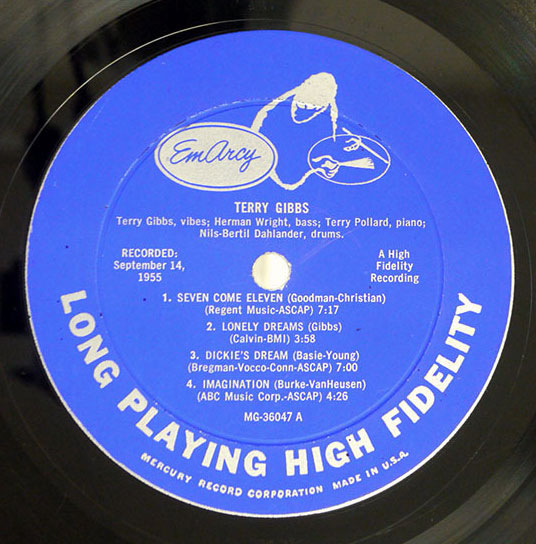 EmArcy
TERRY GIBBS
Terry Gibbs, vibes; Herman Wright, bass; Terry Pollard, piano;
Nils-Bertil Dahlander, drums.
RECORDED:
September 14,
1955
A High
Fidelity
Recording
1. SEVEN COME ELEVEN (Goodman-Christian)
(Regent Music-ASCAP) 7:17
2. LONELY DREAMS (Gibbs)
(Calvin-BMI) 3:58
3. DICKIE'S DREAM (Basie-Young)
(Bregman-Vocco-Conn-ASCAP) 7:00
4. IMAGINATION (Burke-VanHeusen)
(ABC Music Corp.-ASCAP) 4:26
MG-36047 A
LONG PLAYING HIGH FIDELITY
MERCURY RECORD CORPORATION MADE IN U.S.A.